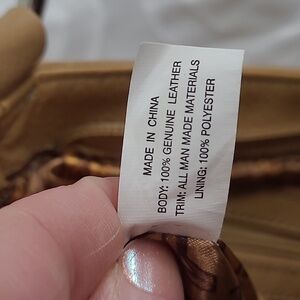 MADE IN CHINA
BODY: 100% GENUINE LEATHER
TRIM: ALL MAN MADE MATERIALS
LINING: 100% POLYESTER